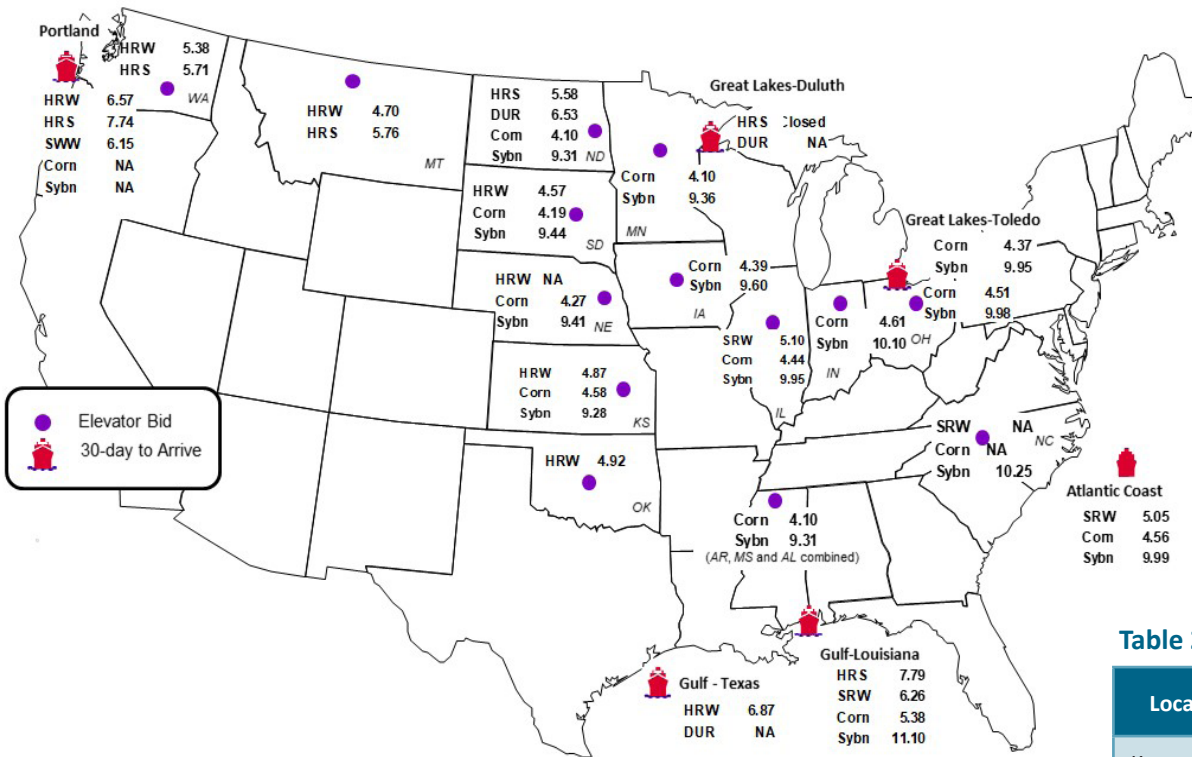 Portland
HRW 5.38
HRS 5.71
WA
HRW 6.57
HRS 7.74
SWW 6.15
Corn NA
Sybn NA
HRW 4.70
HRS 5.76
MT
HRS 5.58
DUR 6.53
Corn 4.10
Sybn 9.31 ND
Great Lakes-Duluth
HRS Closed
DUR NA
Corn 4.10
Sybn 9.36
MN
HRW 4.57
Corn 4.19
Sybn 9.44
SD
Great Lakes-Toledo
Corn 4.37
Sybn 9.95
HRW NA
Corn 4.27
Sybn 9.41 NE
Corn 4.39
Sybn 9.60
IA
SRW 5.10
Corn 4.44
Sybn 9.95
IL
Corn 4.61
Sybn 10.10
IN
Corn 4.51
Sybn 9.98
OH
HRW 4.87
Corn 4.58
Sybn 9.28
KS
Elevator Bid
30-day to Arrive
HRW 4.92
OK
SRW NA
Corn NA
Sybn 10.25
NC
Atlantic Coast
SRW 5.05
Corn 4.56
Sybn 9.99
Corn 4.10
Sybn 9.31
(AR, MS and AL combined)
Gulf - Texas
HRW 6.87
DUR NA
Gulf-Louisiana
HRS 7.79
SRW 6.26
Corn 5.38
Sybn 11.10
Table